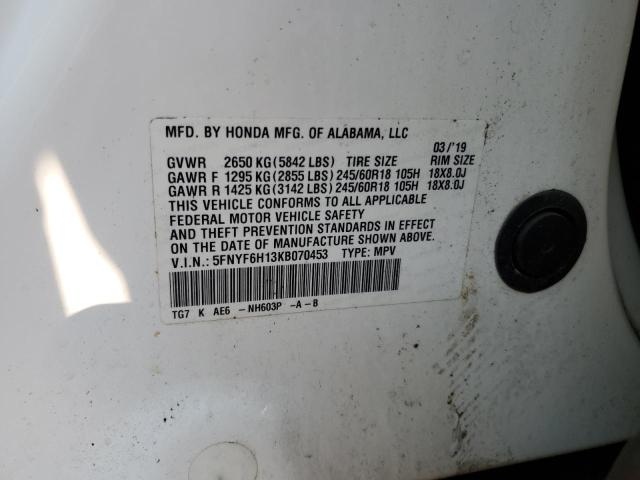 MFD. BY HONDA MFG. OF ALABAMA, LLC
03/'19
GVWR 2650 KG (5842 LBS) TIRE SIZE RIM SIZE
GAWR F 1295 KG (2855 LBS) 245/60R18 105H 18X8.0J
GAWR R 1425 KG (3142 LBS) 245/60R18 105H 18X8.0J
THIS VEHICLE CONFORMS TO ALL APPLICABLE
FEDERAL MOTOR VEHICLE SAFETY
AND THEFT PREVENTION STANDARDS IN EFFECT
ON THE DATE OF MANUFACTURE SHOWN ABOVE.
V.I.N.: 5FNYF6H13KB070453 TYPE: MPV
TG7 K AE6 -NH603P -A-B